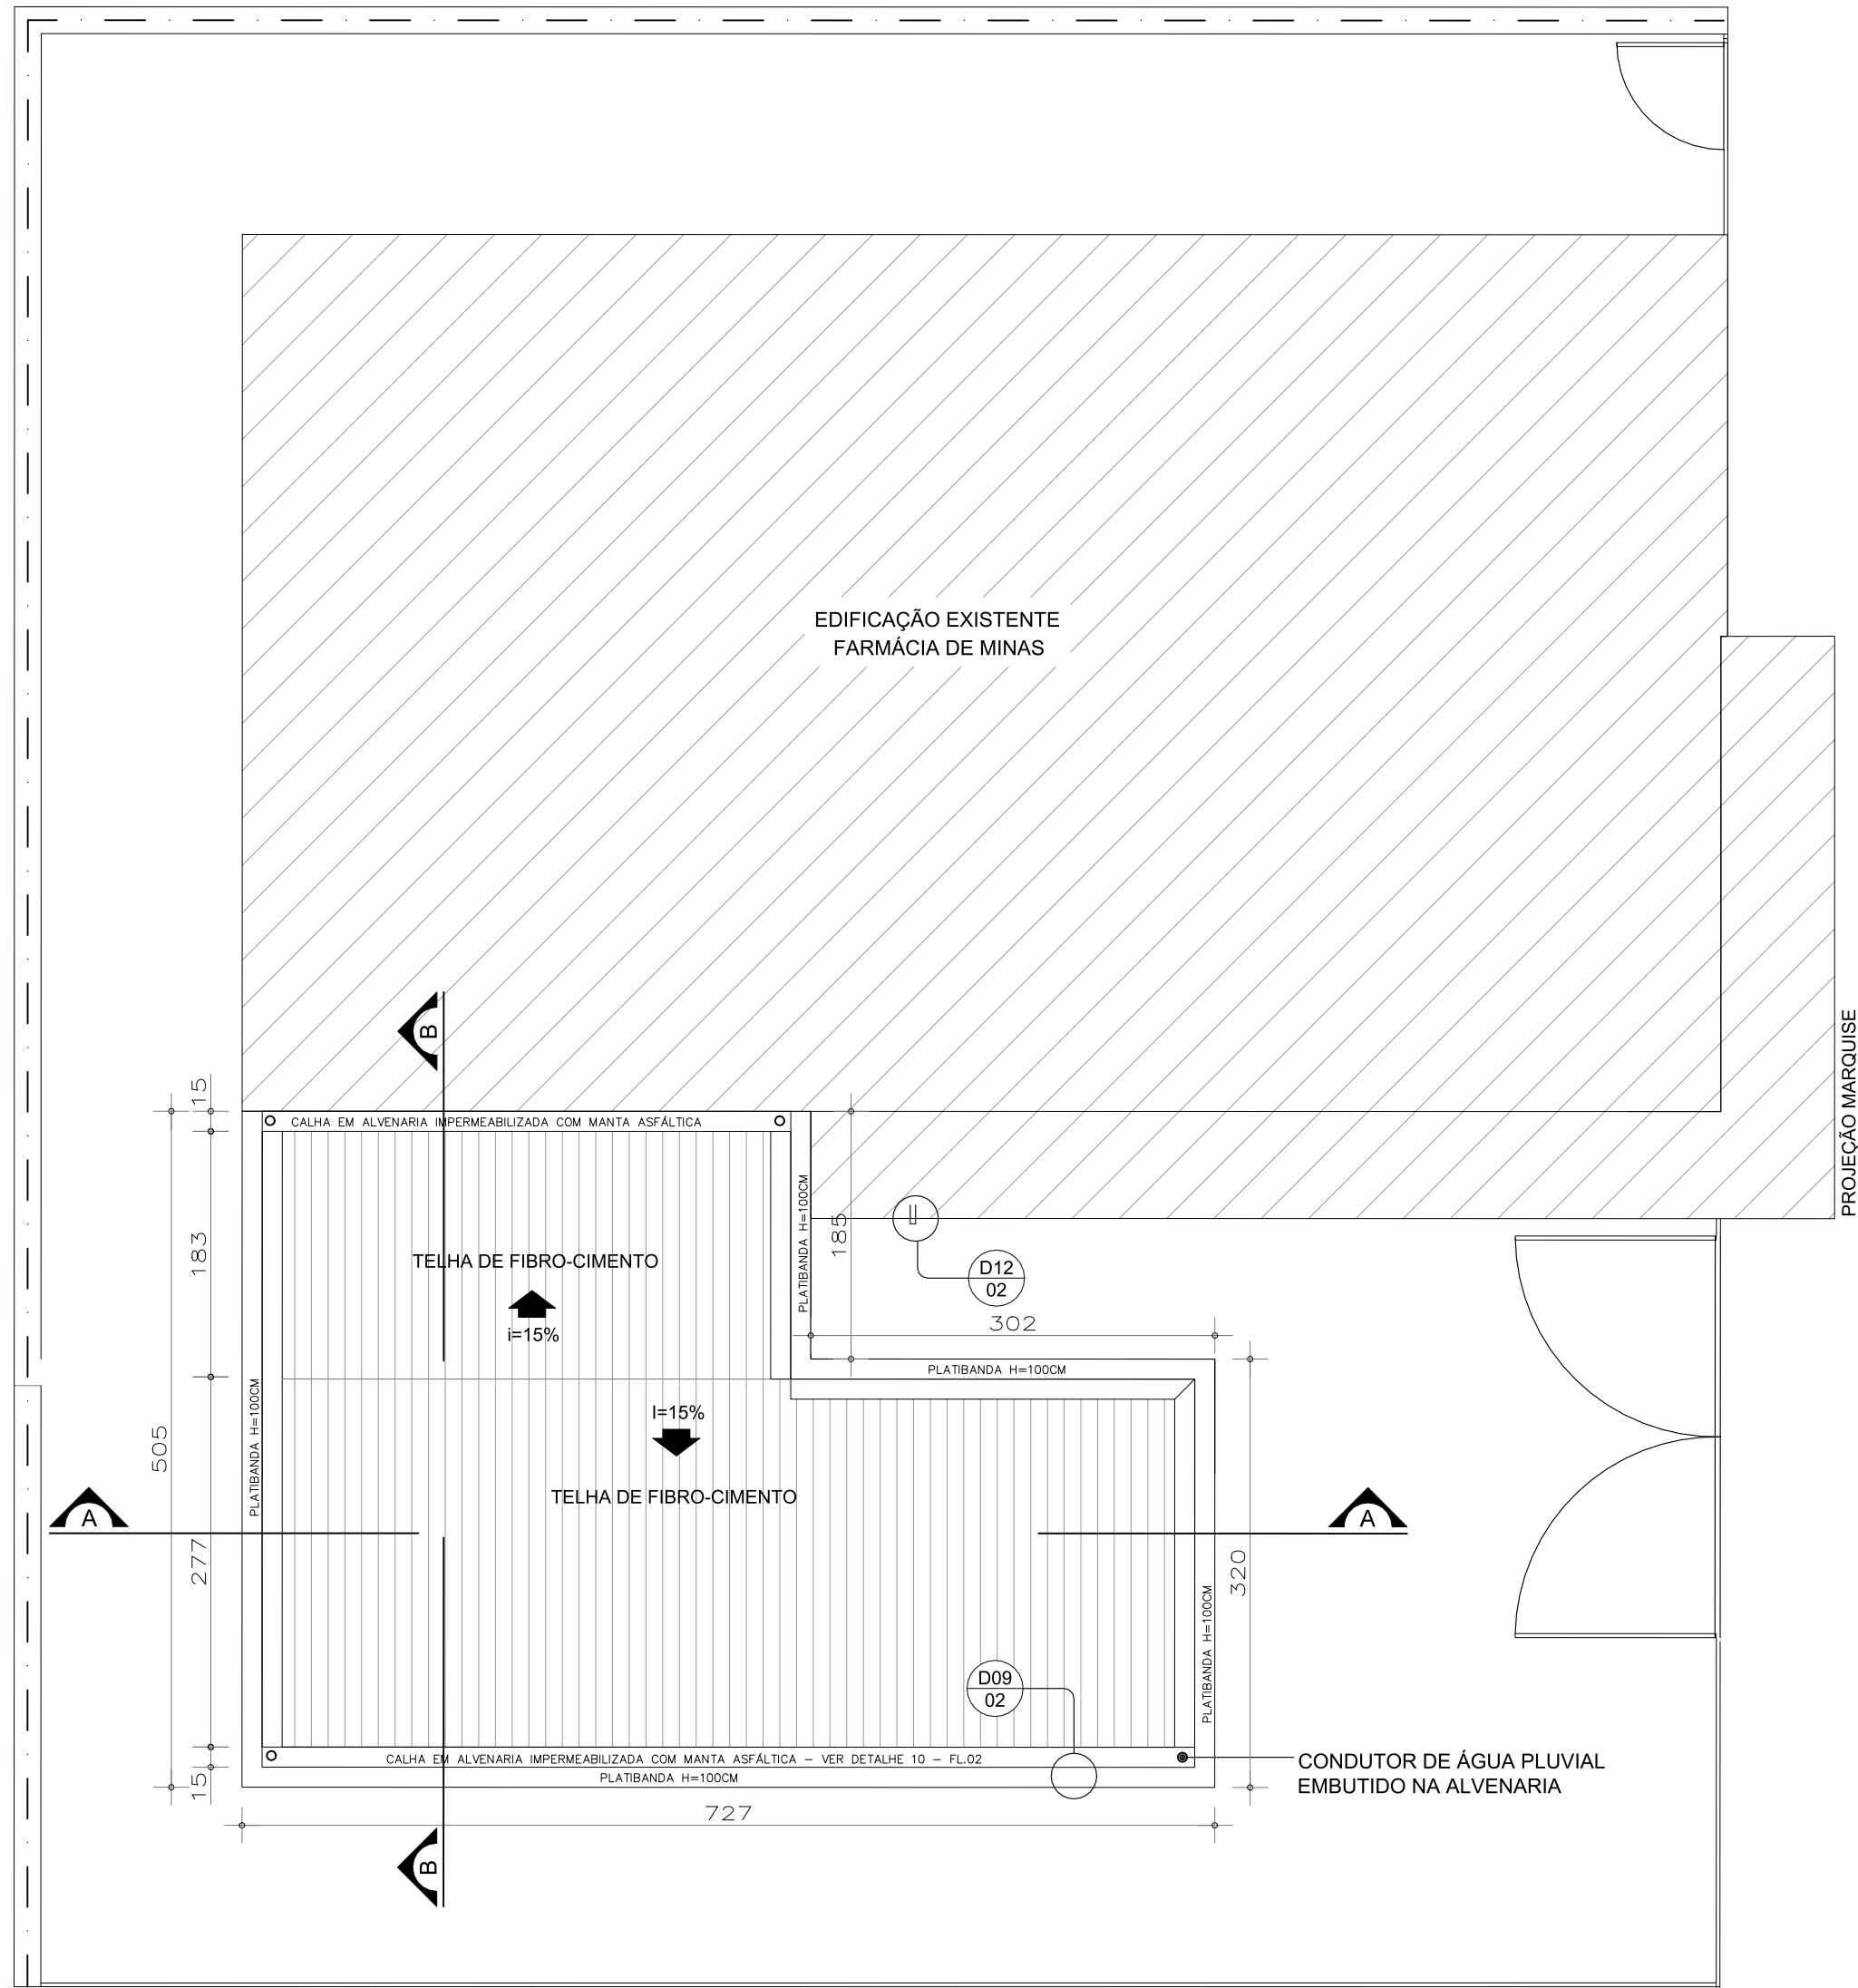 EDIFICAÇÃO EXISTENTE
FARMÁCIA DE MINAS
PROJEÇÃO MARQUISE
B
15
CALHA EM ALVENARIA IMPERMEABILIZADA COM MANTA ASFÁLTICA
PLATIBANDA H=100CM
185
183
TELHA DE FIBRO-CIMENTO
i=15%
D12
02
302
PLATIBANDA H=100CM
PLATIBANDA H=100CM
I=15%
505
TELHA DE FIBRO-CIMENTO
A
A
277
320
PLATIBANDA H=100CM
D09
02
CALHA EM ALVENARIA IMPERMEABILIZADA COM MANTA ASFÁLTICA – VER DETALHE 10 – FL.02
PLATIBANDA H=100CM
15
CONDUTOR DE ÁGUA PLUVIAL
EMBUTIDO NA ALVENARIA
727
B